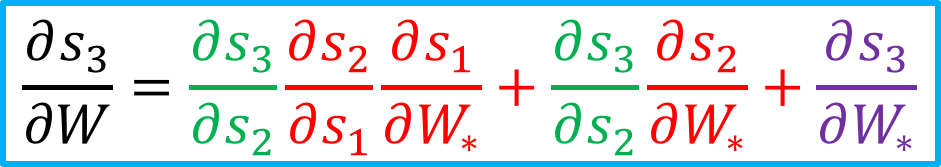 ∂s₃/∂W = ∂s₃/∂s₂ ∂s₂/∂s₁ ∂s₁/∂W* + ∂s₃/∂s₂ ∂s₂/∂W* + ∂s₃/∂W*